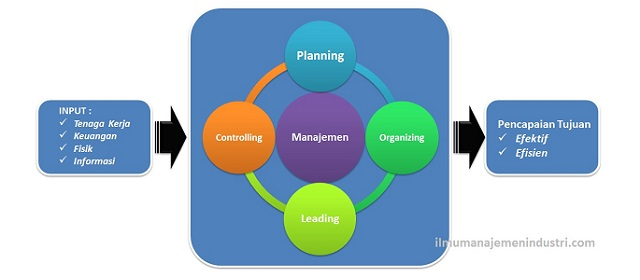 INPUT :
✓ Tenaga Kerja
✓ Keuangan
✓ Fisik
✓ Informasi
Planning
Controlling
Manajemen
Organizing
Leading
Pencapaian Tujuan
✓ Efektif
✓ Efisien
ilmumanajemenindustri.com